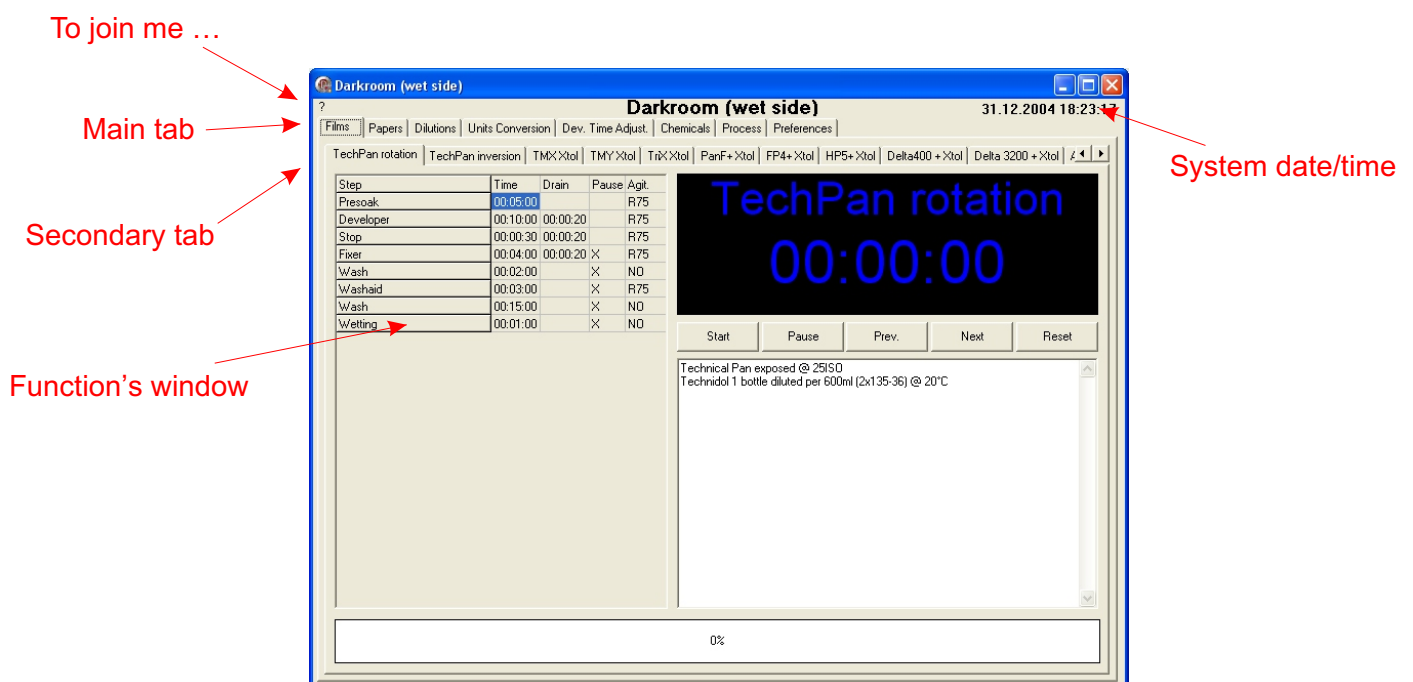 To join me …
Darkroom (wet side)
?
Darkroom (wet side)
31.12.2004 18:23:17
Main tab
Films Papers Dilutions Units Conversion Dev. Time Adjust. Chemicals Process Preferences
System date/time
TechPan rotation TechPan inversion TMX Xtol TMY Xtol TriX Xtol PanF+ Xtol FP4+ Xtol HP5+ Xtol Delta400 + Xtol Delta 3200 + Xtol
Secondary tab
Step Time Drain Pause Agit.
Presoak 00:05:00 R75
Developer 00:10:00 00:00:20 R75
Stop 00:00:30 00:00:20 R75
Fixer 00:04:00 00:00:20 X R75
Wash 00:02:00 X NO
Washaid 00:03:00 X R75
Wash 00:15:00 X NO
Wetting 00:01:00 X NO
TechPan rotation
00:00:00
Start Pause Prev. Next Reset
Function's window
Technical Pan exposed @ 25ISO
Technidol 1 bottle diluted per 600ml (2x135-36) @ 20°C
0%